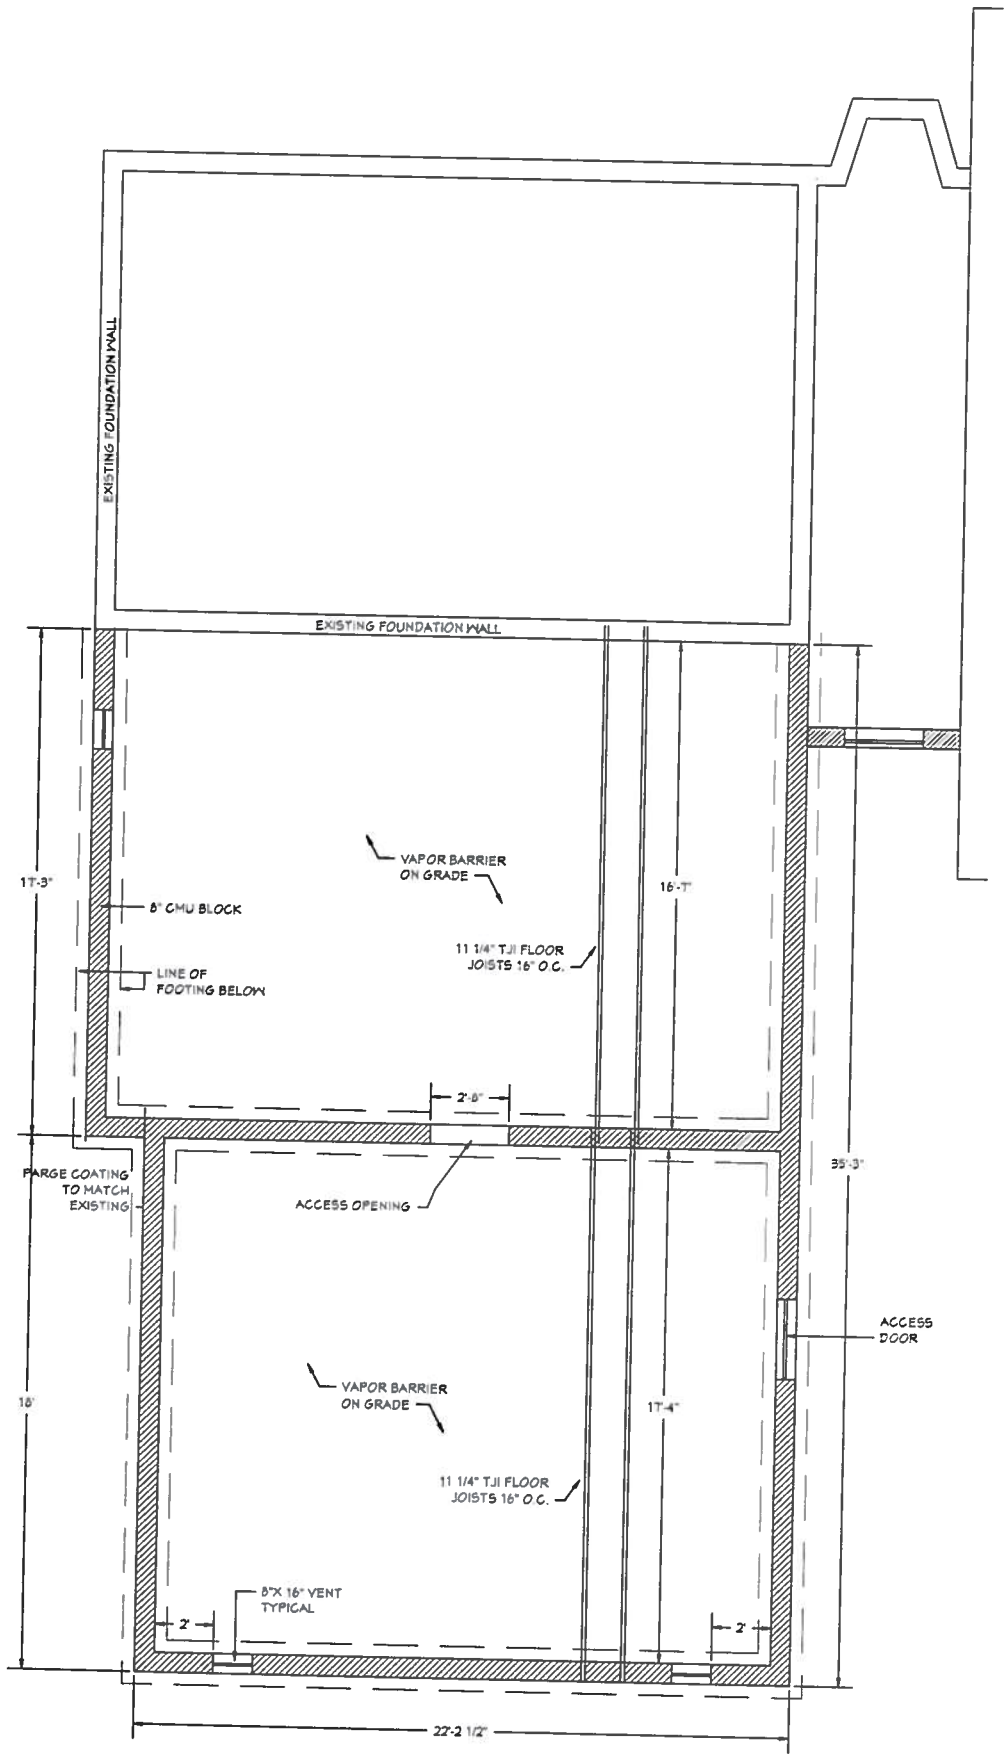 EXISTING FOUNDATION WALL
EXISTING FOUNDATION WALL
17'-3"
VAPOR BARRIER
ON GRADE
16'-7"
8" CMU BLOCK
11 1/4" TJI FLOOR
JOISTS 16" O.C.
LINE OF
FOOTING BELOW
2'-8"
35'-3"
PARGE COATING
TO MATCH
EXISTING
ACCESS OPENING
ACCESS
DOOR
18'
VAPOR BARRIER
ON GRADE
17'-4"
11 1/4" TJI FLOOR
JOISTS 16" O.C.
8"X 16" VENT
TYPICAL
2'
2'
22'-2 1/2"